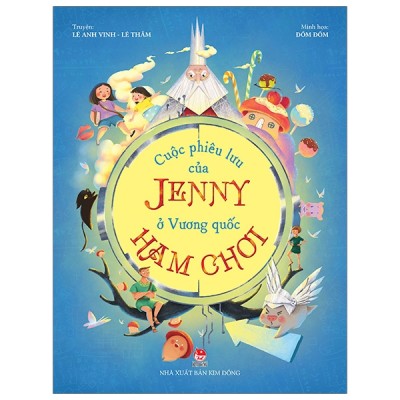 Truyện:
LÊ ANH VINH - LÊ THẮM
Minh họa:
ĐỐM ĐỐM
Cuộc phiêu lưu
của
JENNY
ở Vương quốc
HAM CHƠI
NHÀ XUẤT BẢN KIM ĐỒNG